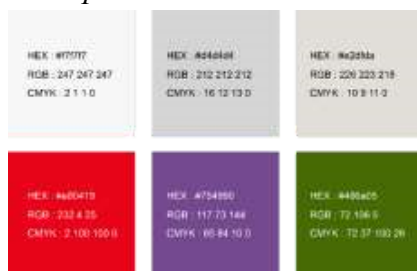 HEX : #f7f7f7
RGB : 247 247 247
CMYK : 2 1 1 0
HEX : #d4d4d4
RGB : 212 212 212
CMYK : 16 12 13 0
HEX : #e2dfda
RGB : 226 223 218
CMYK : 10 9 11 0
HEX : #e80419
RGB : 232 4 25
CMYK : 2 100 100 0
HEX : #754990
RGB : 117 73 144
CMYK : 65 84 10 0
HEX : #486a05
RGB : 72 106 5
CMYK : 72 37 100 26